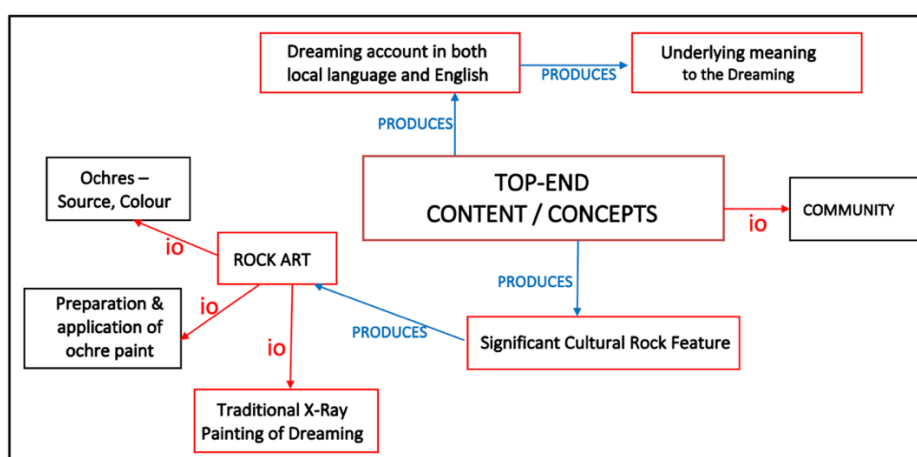 Dreaming account in both
local language and English
PRODUCES
Underlying meaning
to the Dreaming
PRODUCES
TOP-END
CONTENT / CONCEPTS
io
COMMUNITY
Ochres –
Source, Colour
io
ROCK ART
PRODUCES
Preparation &
application of
ochre paint
io
io
PRODUCES
Significant Cultural Rock Feature
Traditional X-Ray
Painting of Dreaming